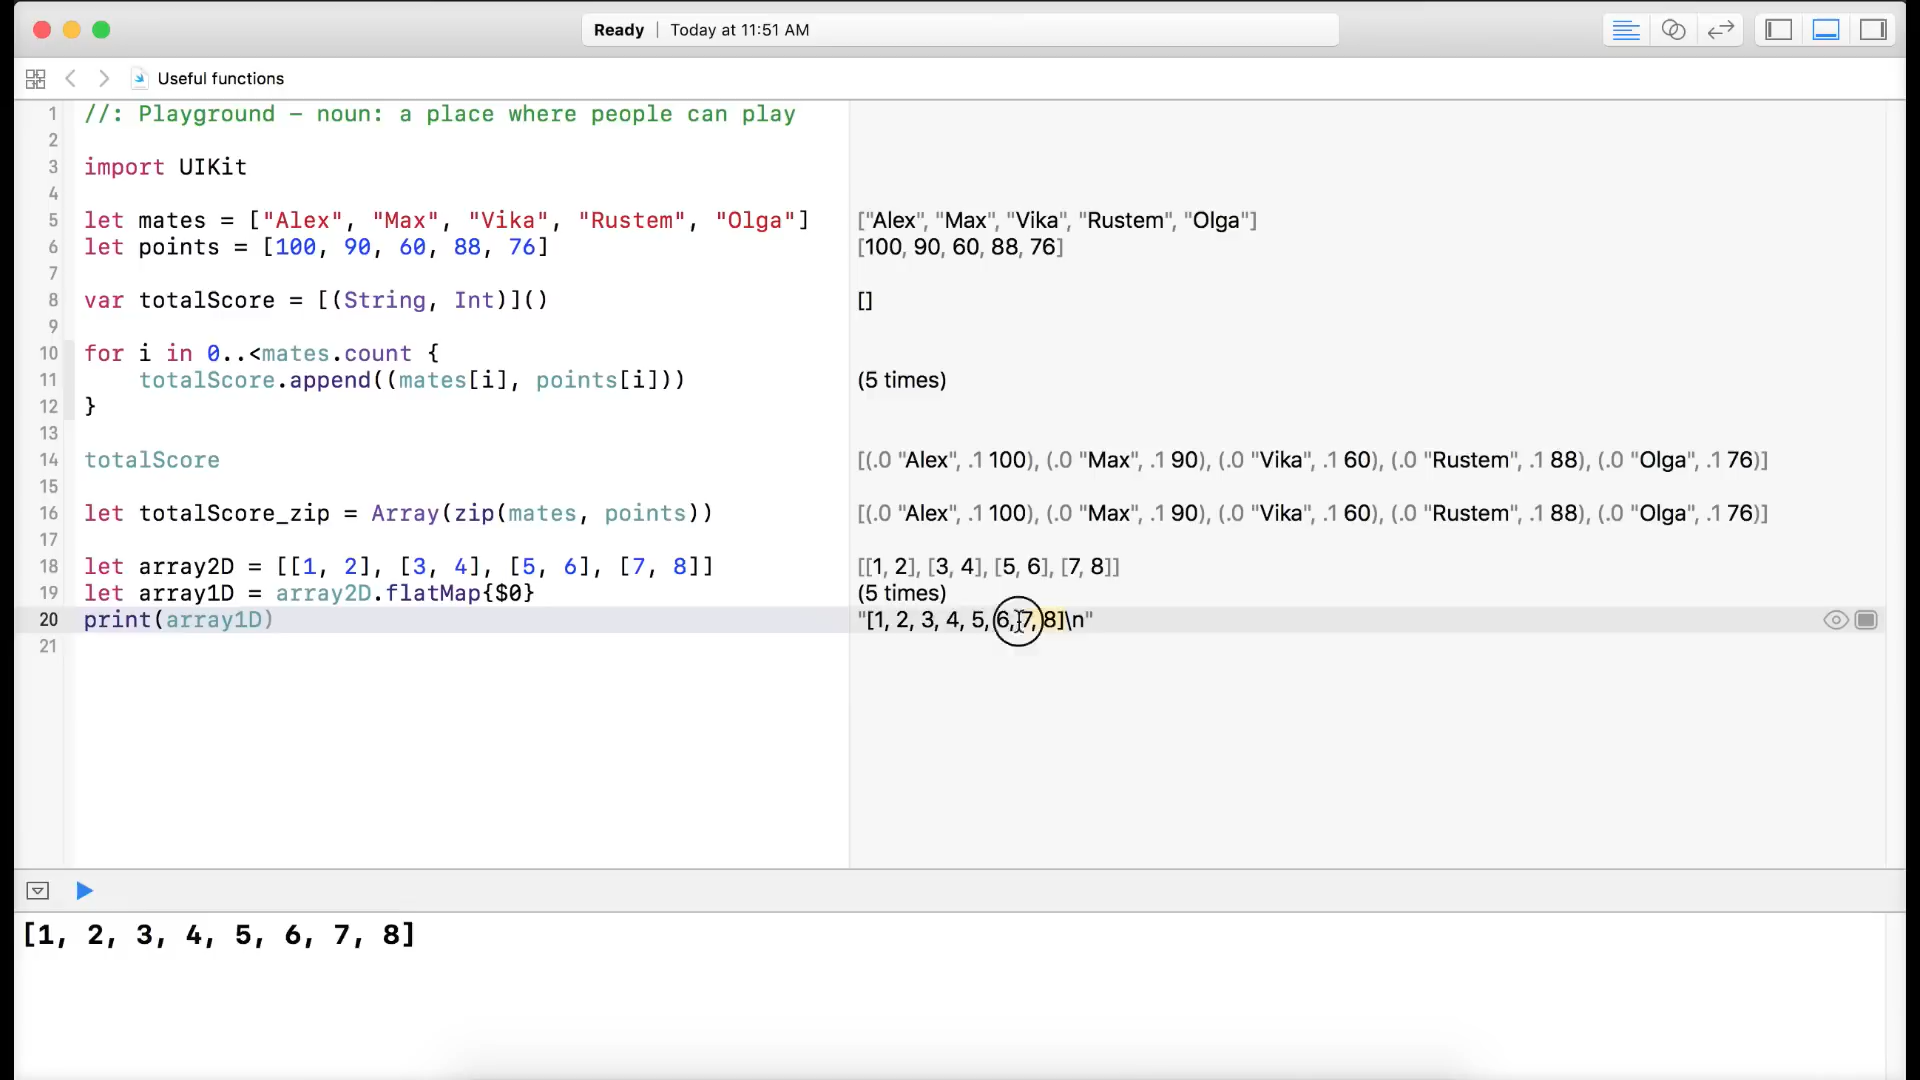 Ready | Today at 11:51 AM
Useful functions
1 //: Playground – noun: a place where people can play
2
3 import UIKit
4
5 let mates = ["Alex", "Max", "Vika", "Rustem", "Olga"] ["Alex", "Max", "Vika", "Rustem", "Olga"]
6 let points = [100, 90, 60, 88, 76] [100, 90, 60, 88, 76]
7
8 var totalScore = [(String, Int)]() []
9
10 for i in 0..<mates.count {
11 totalScore.append((mates[i], points[i])) (5 times)
12 }
13
14 totalScore [(.0 "Alex", .1 100), (.0 "Max", .1 90), (.0 "Vika", .1 60), (.0 "Rustem", .1 88), (.0 "Olga", .1 76)]
15
16 let totalScore_zip = Array(zip(mates, points)) [(.0 "Alex", .1 100), (.0 "Max", .1 90), (.0 "Vika", .1 60), (.0 "Rustem", .1 88), (.0 "Olga", .1 76)]
17
18 let array2D = [[1, 2], [3, 4], [5, 6], [7, 8]] [[1, 2], [3, 4], [5, 6], [7, 8]]
19 let array1D = array2D.flatMap{$0} (5 times)
20 print(array1D) "[1, 2, 3, 4, 5, 6, 7, 8]\n"
21
[1, 2, 3, 4, 5, 6, 7, 8]